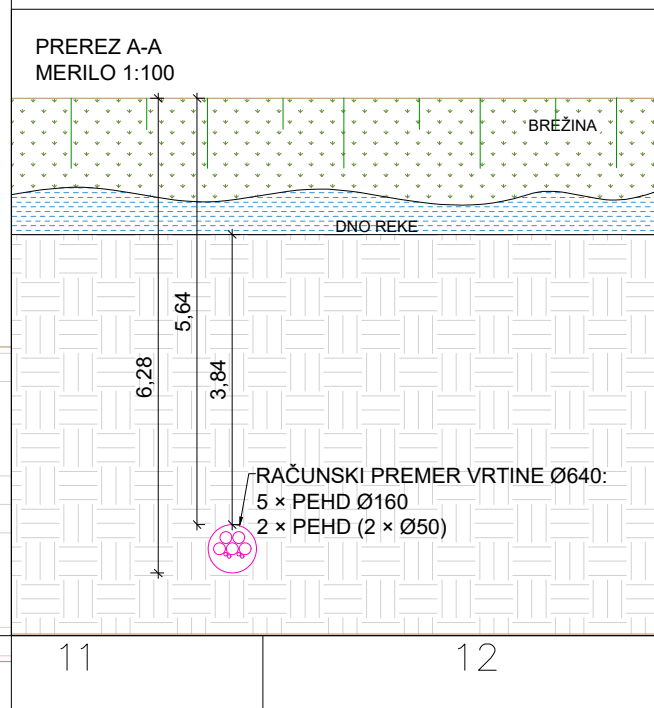 PREREZ A-A
MERILO 1:100
BREŽINA
DNO REKE
5,64
6,28
3,84
RAČUNSKI PREMER VRTINE Ø640:
5 × PEHD Ø160
2 × PEHD (2 × Ø50)
11
12